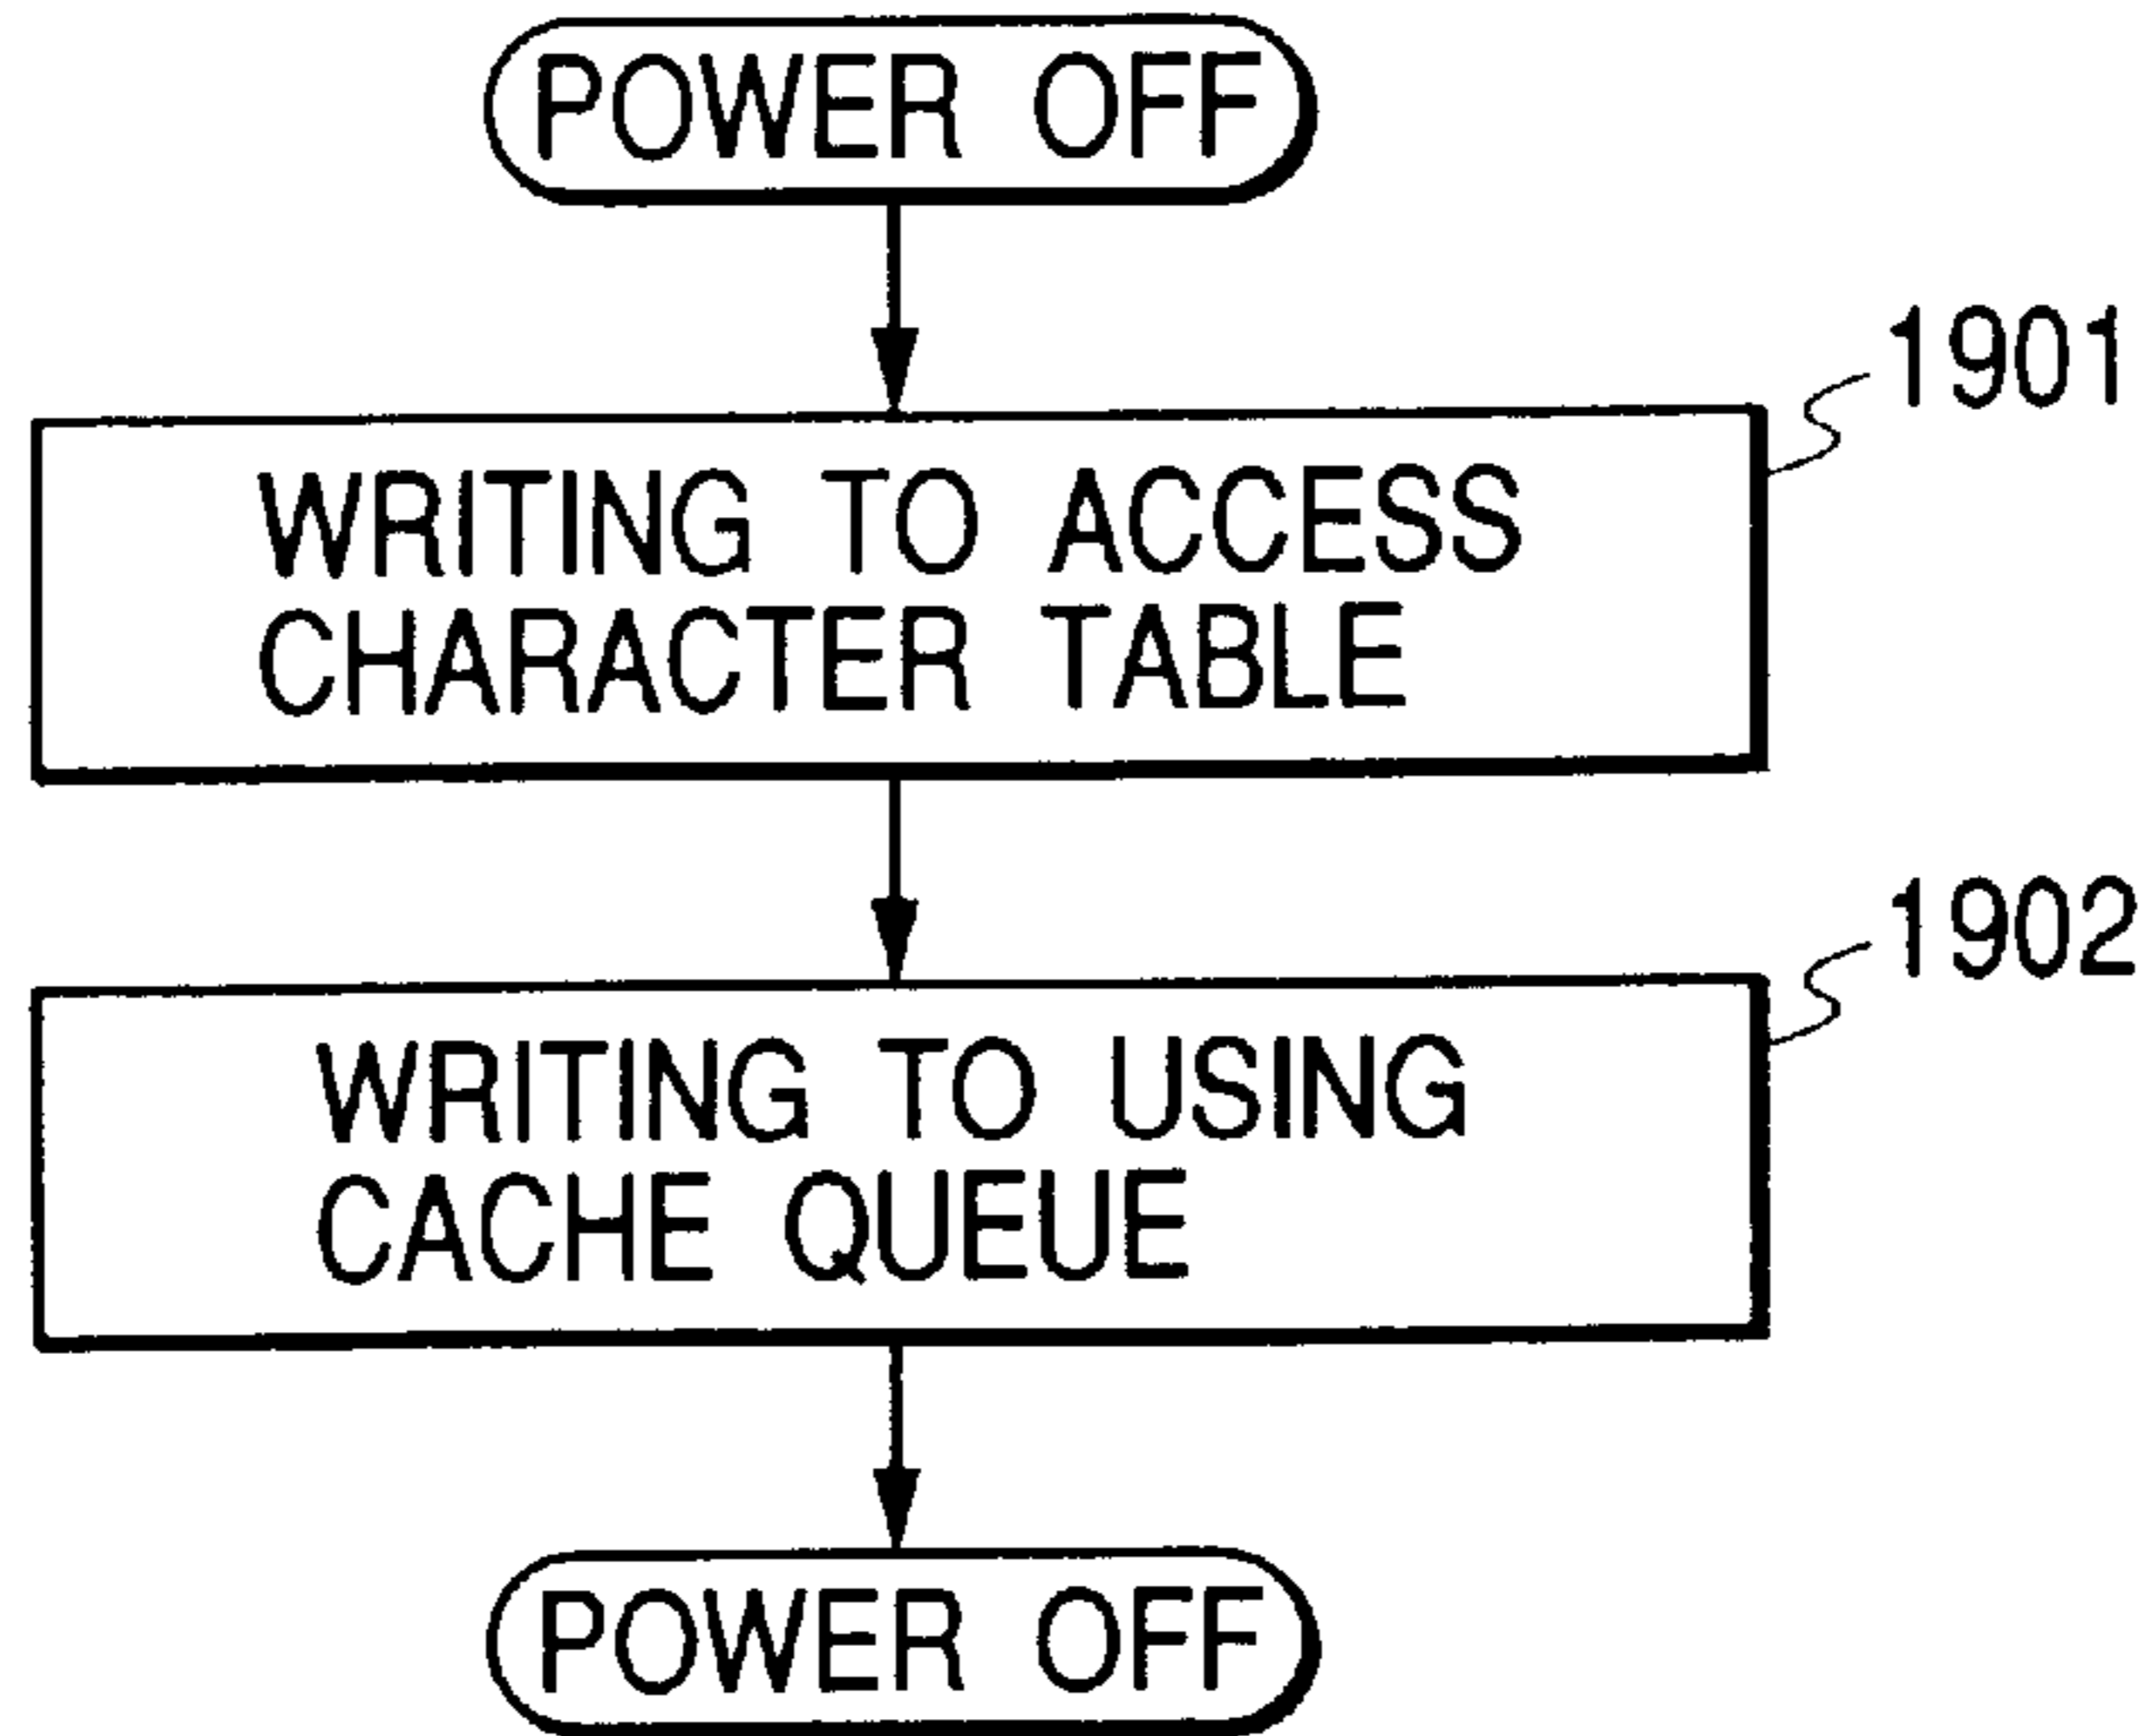 POWER OFF
1901
WRITING TO ACCESS
CHARACTER TABLE
1902
WRITING TO USING
CACHE QUEUE
POWER OFF